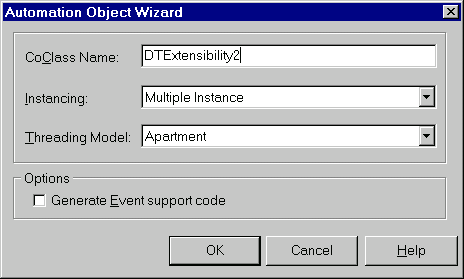 Automation Object Wizard
CoClass Name: DTExtensibility2
Instancing: Multiple Instance
Threading Model: Apartment
Options
Generate Event support code
OK Cancel Help